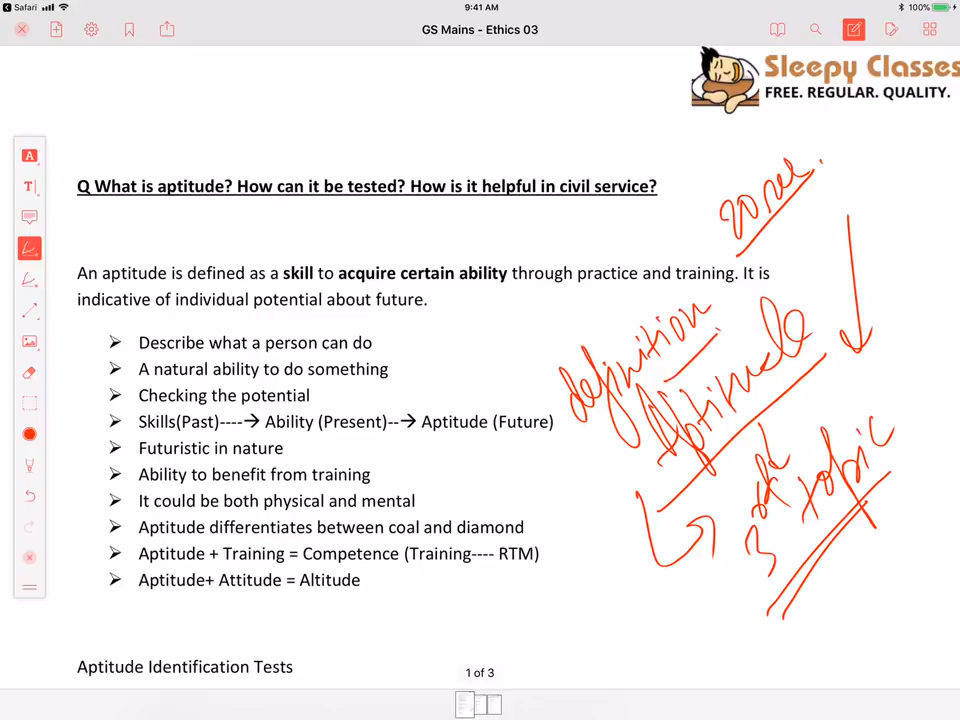 Safari 9:41 AM 100%
GS Mains - Ethics 03
Sleepy Classes
FREE. REGULAR. QUALITY.
A
T
Q What is aptitude? How can it be tested? How is it helpful in civil service?
An aptitude is defined as a skill to acquire certain ability through practice and training. It is
indicative of individual potential about future.
➢ Describe what a person can do
➢ A natural ability to do something
➢ Checking the potential
➢ Skills(Past)----→ Ability (Present)--→ Aptitude (Future)
➢ Futuristic in nature
➢ Ability to benefit from training
➢ It could be both physical and mental
➢ Aptitude differentiates between coal and diamond
➢ Aptitude + Training = Competence (Training---- RTM)
➢ Aptitude+ Attitude = Altitude
definition
Aptitude
topic
Aptitude Identification Tests
1 of 3